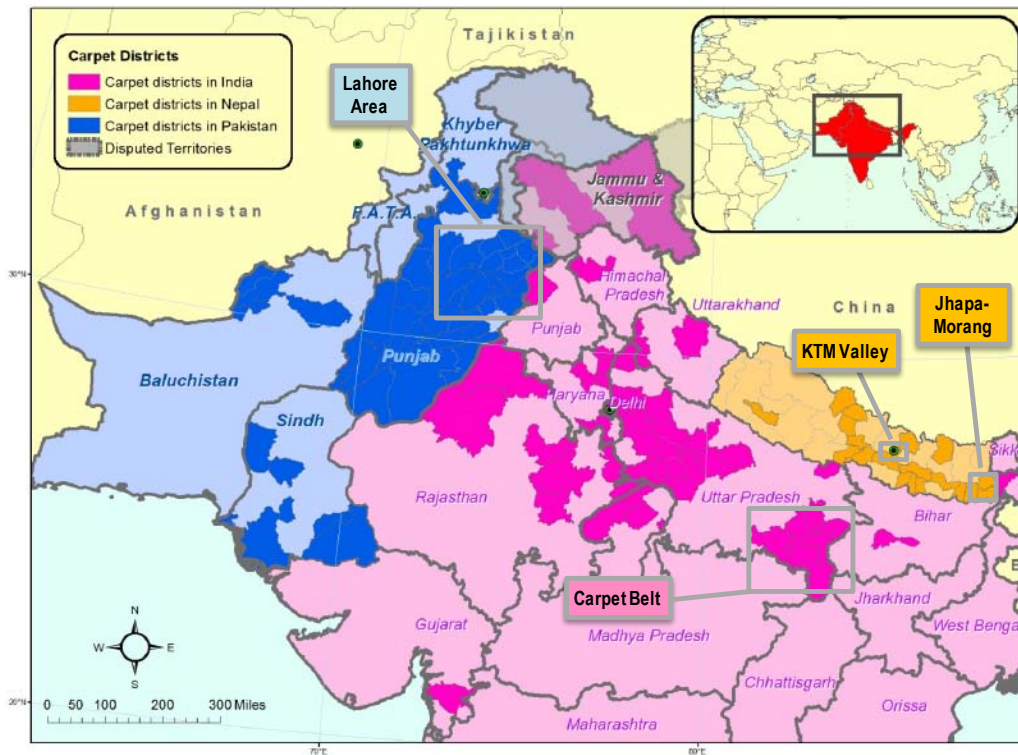 Tajikistan
Carpet Districts
Carpet districts in India
Carpet districts in Nepal
Carpet districts in Pakistan
Disputed Territories
Lahore
Area
Khyber
Pakhtunkhwa
Jammu &
Kashmir
Afghanistan
F.A.T.A.
30°N
Himachal
Pradesh
Uttarakhand
China
Jhapa-
Morang
KTM Valley
Punjab
Punjab
Baluchistan
Haryana
Delhi
Sindh
Sikk
Rajasthan
Uttar Pradesh
Bihar
B
Carpet Belt
Jharkhand
West Benga
Gujarat
Madhya Pradesh
Chhattisgarh
Orissa
Maharashtra
N
W
E
S
0 50 100 200 300 Miles
20°N
70°E